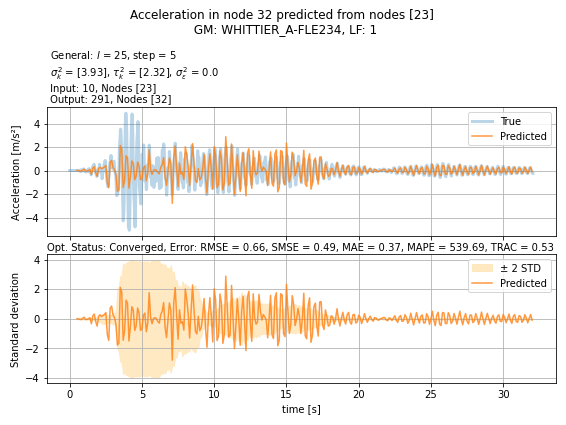 Acceleration in node 32 predicted from nodes [23]
GM: WHITTIER_A-FLE234, LF: 1
General: l = 25, step = 5
σ²ₖ = [3.93], τ²ₖ = [2.32], σ²ε = 0.0
Input: 10, Nodes [23]
Output: 291, Nodes [32]
Acceleration [m/s²]
4
2
0
−2
−4
True
Predicted
Opt. Status: Converged, Error: RMSE = 0.66, SMSE = 0.49, MAE = 0.37, MAPE = 539.69, TRAC = 0.53
Standard deviation
4
2
0
−2
−4
± 2 STD
Predicted
0 5 10 15 20 25 30
time [s]